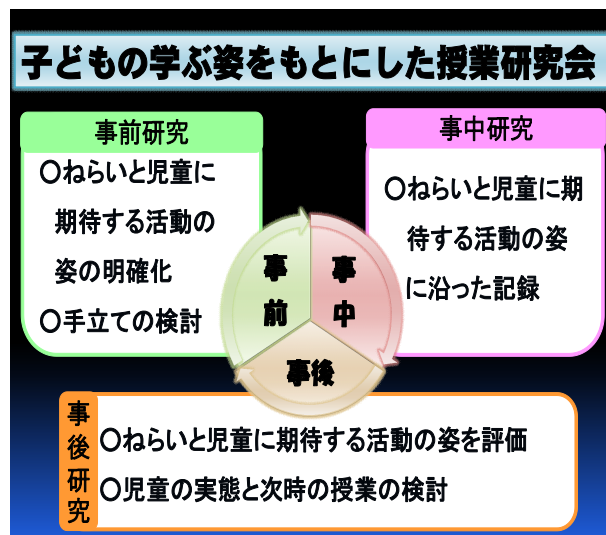 子どもの学ぶ姿をもとにした授業研究会
事前研究
〇ねらいと児童に
期待する活動の
姿の明確化
〇手立ての検討
事中研究
〇ねらいと児童に期
待する活動の姿
に沿った記録
事前
事中
事後
事後研究
〇ねらいと児童に期待する活動の姿を評価
〇児童の実態と次時の授業の検討